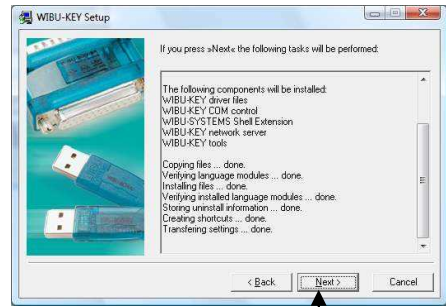 WIBU-KEY Setup
If you press »Next« the following tasks will be performed:
The following components will be installed:
WIBU-KEY driver files
WIBU-KEY COM control
WIBU-SYSTEMS Shell Extension
WIBU-KEY network server
WIBU-KEY tools
Copying files ... done.
Verifying language modules ... done.
Installing files ... done.
Verifying installed language modules ... done.
Storing uninstall information ... done.
Creating shortcuts ... done.
Transfering settings ... done.
< Back
Next >
Cancel